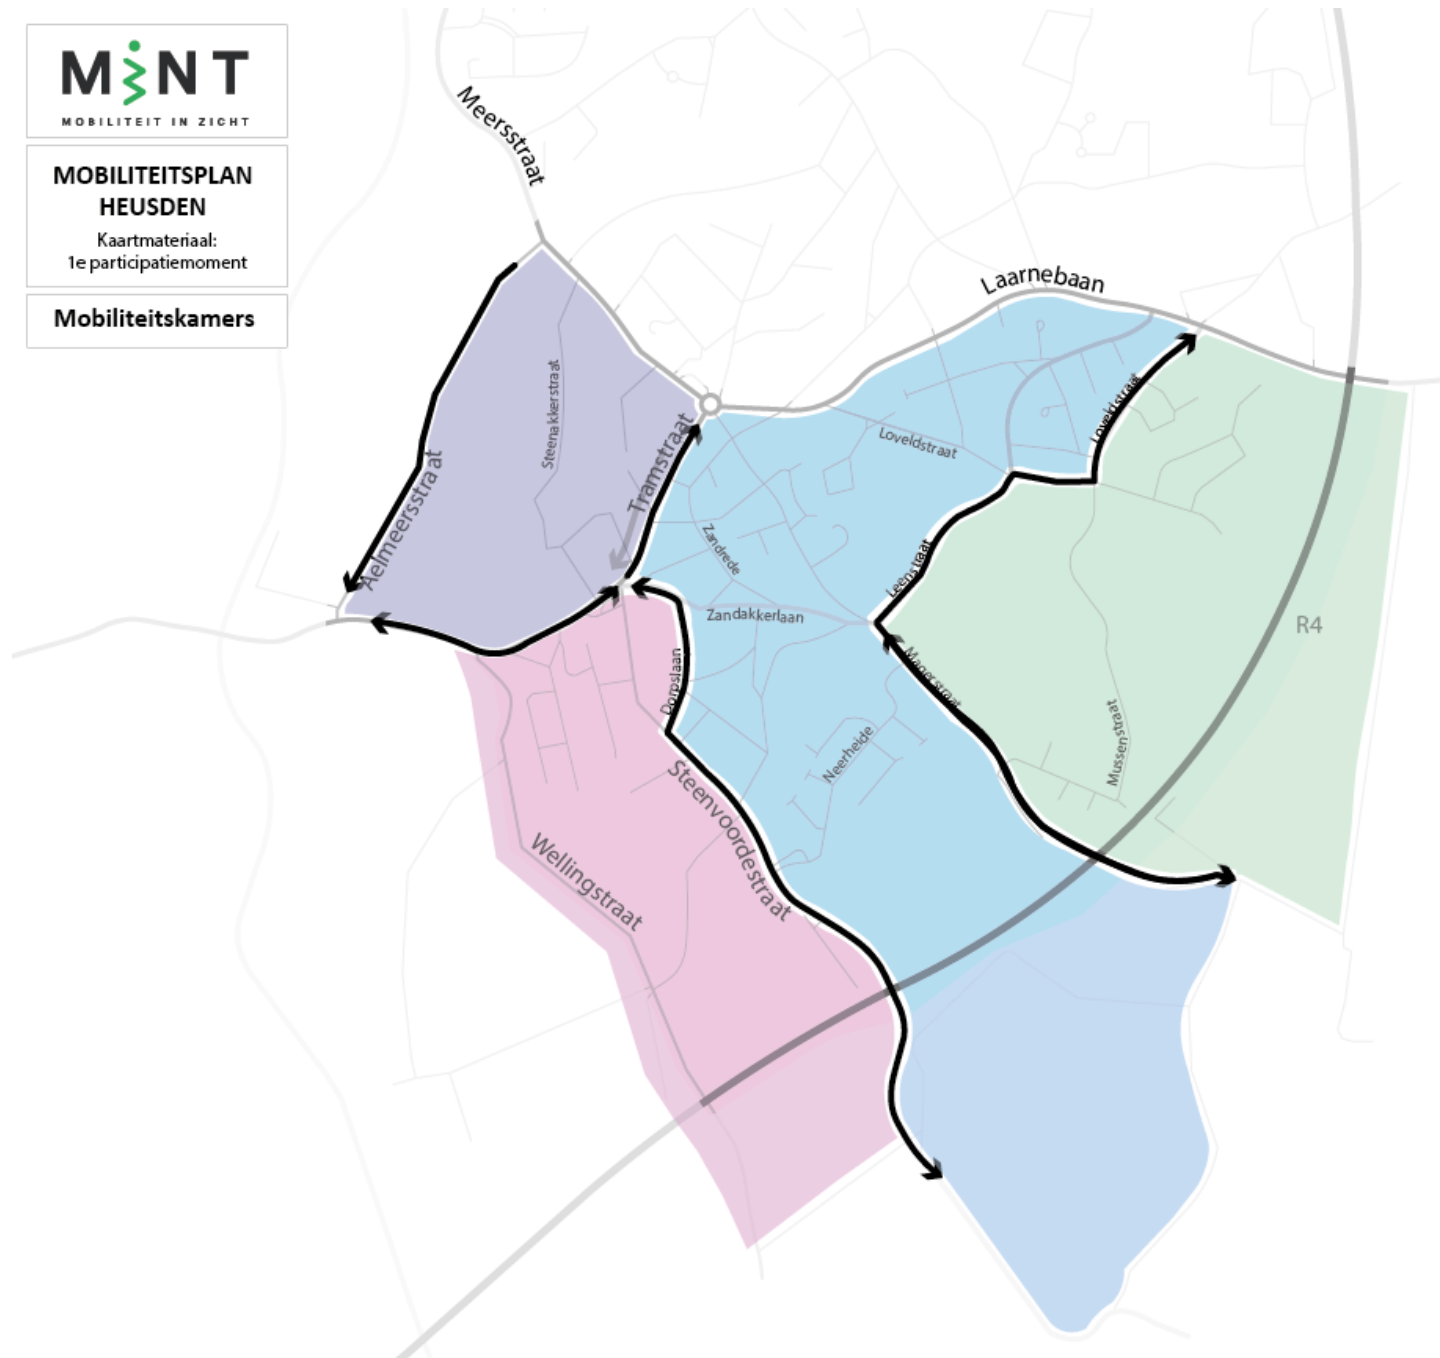 MINT
MOBILITEIT IN ZICHT
MOBILITEITSPLAN
HEUSDEN
Kaartmateriaal:
1e participatiemoment
Mobiliteitskamers
Meersstraat
Laarnebaan
Steenakkerstraat
Tramstraat
Loveldstraat
Loveldstraat
Aelmeersstraat
Zandrede
Leenstraat
Zandakkerlaan
R4
Dorpslaan
Magerstraat
Mussenstraat
Neerheide
Steenvoordestraat
Wellingstraat